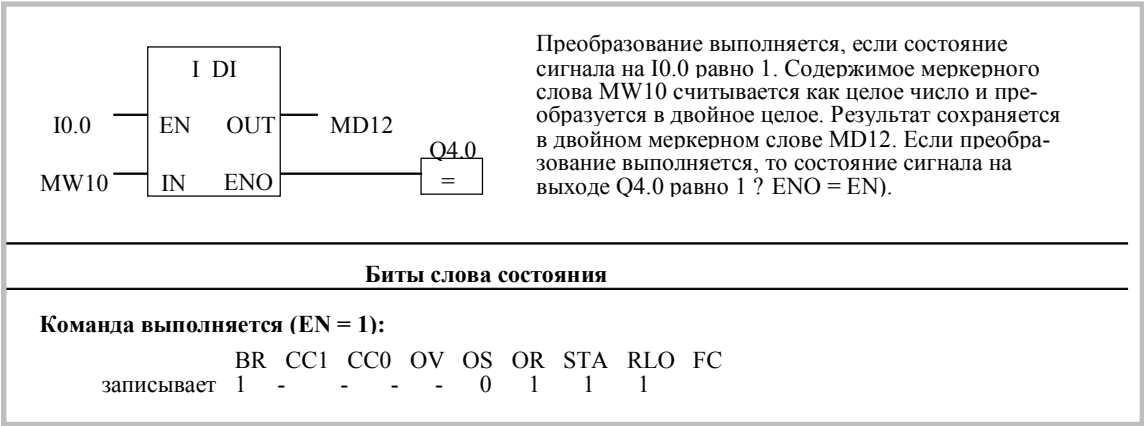 I DI
I0.0 EN OUT MD12
Q4.0
MW10 IN ENO =
Преобразование выполняется, если состояние
сигнала на I0.0 равно 1. Содержимое меркерного
слова MW10 считывается как целое число и пре-
образуется в двойное целое. Результат сохраняется
в двойном меркерном слове MD12. Если преобра-
зование выполняется, то состояние сигнала на
выходе Q4.0 равно 1 ? ENO = EN).
Биты слова состояния
Команда выполняется (EN = 1):
BR CC1 CC0 OV OS OR STA RLO FC
записывает 1 - - - - 0 1 1 1